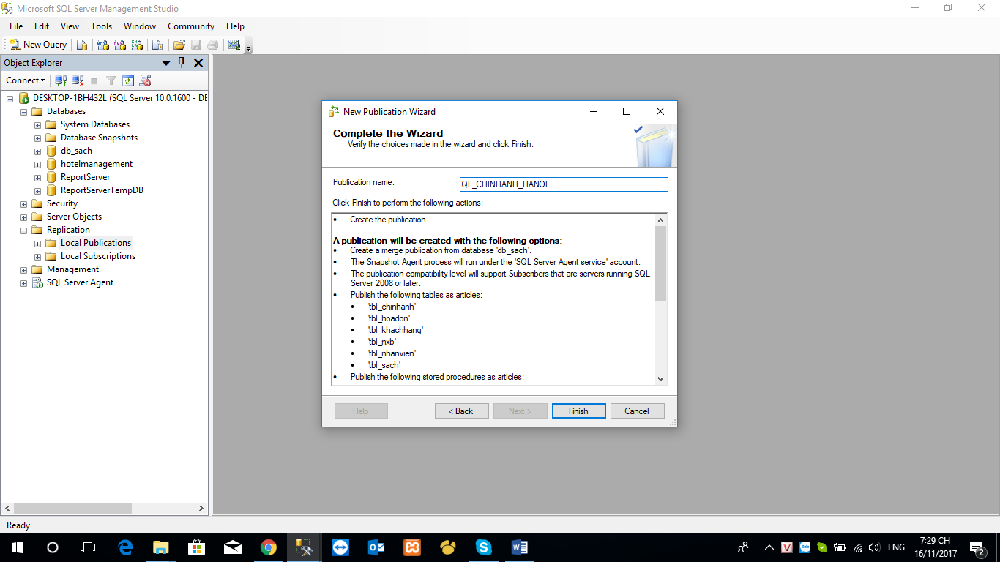 Microsoft SQL Server Management Studio
File Edit View Tools Window Community Help
New Query
Object Explorer
Connect
DESKTOP-1BH432L (SQL Server 10.0.1600 - DE
Databases
System Databases
Database Snapshots
db_sach
hotelmanagement
ReportServer
ReportServerTempDB
Security
Server Objects
Replication
Local Publications
Local Subscriptions
Management
SQL Server Agent
New Publication Wizard
Complete the Wizard
Verify the choices made in the wizard and click Finish.
Publication name: QL_CHINHANH_HANOI
Click Finish to perform the following actions:
• Create the publication.
A publication will be created with the following options:
• Create a merge publication from database 'db_sach'.
• The Snapshot Agent process will run under the 'SQL Server Agent service' account.
• The publication compatibility level will support Subscribers that are servers running SQL
Server 2008 or later.
• Publish the following tables as articles:
• 'tbl_chinhanh'
• 'tbl_hoadon'
• 'tbl_khachhang'
• 'tbl_nxb'
• 'tbl_nhanvien'
• 'tbl_sach'
• Publish the following stored procedures as articles:
Help < Back Next > Finish Cancel
Ready
ENG
7:29 CH
16/11/2017
2